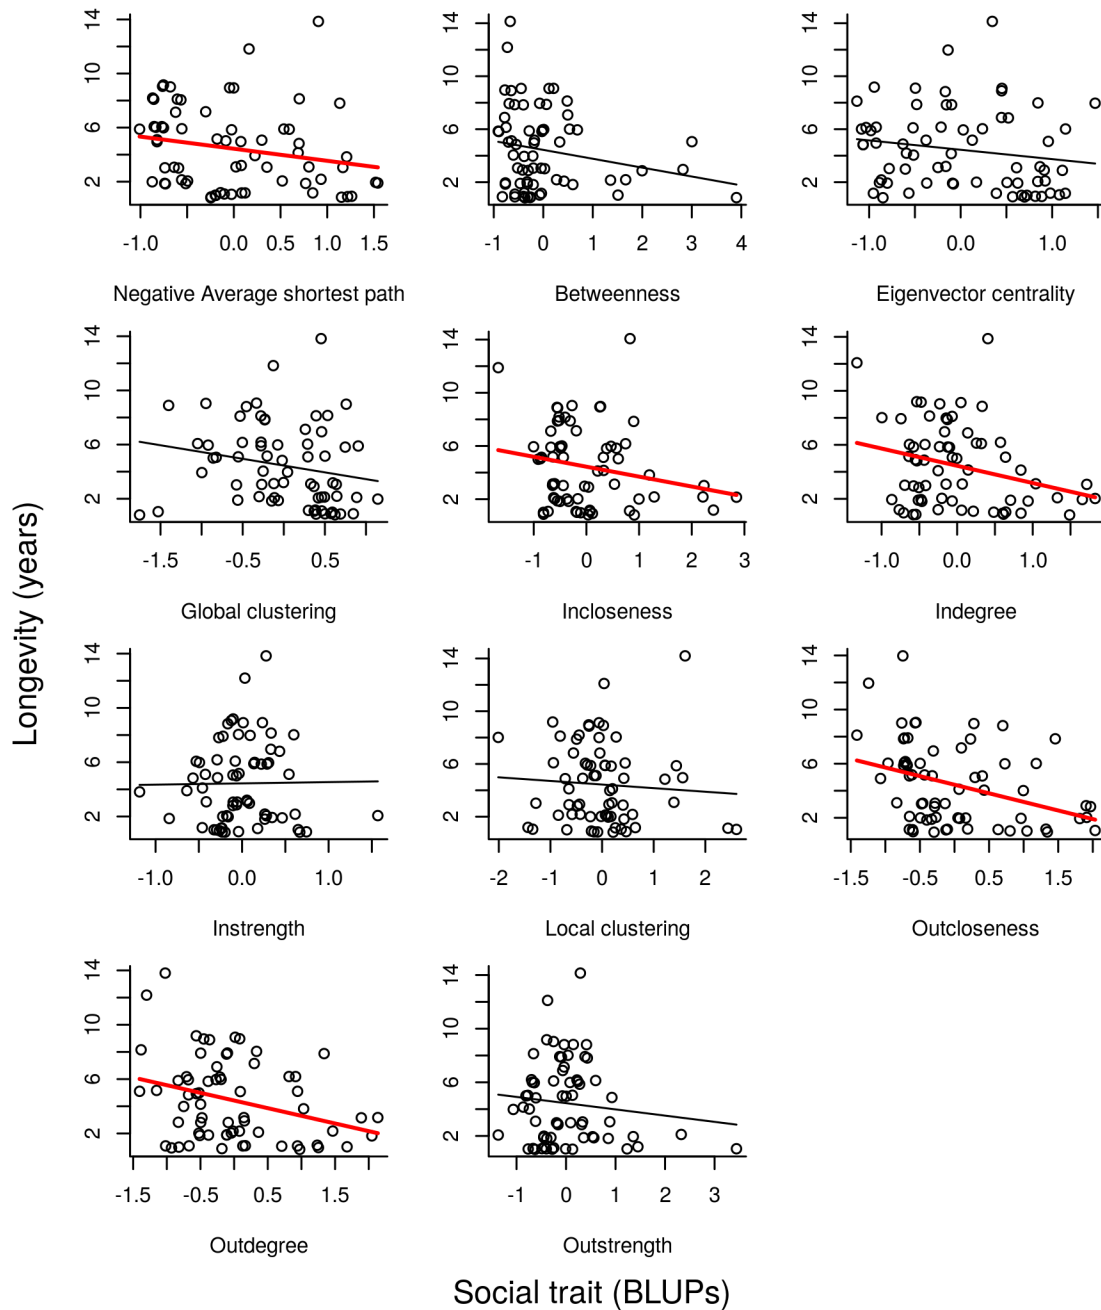 Longevity (years)
2 6 10 14
-1.0 0.0 0.5 1.0 1.5
Negative Average shortest path
2 6 10 14
-1 0 1 2 3 4
Betweenness
2 6 10 14
-1.0 0.0 1.0
Eigenvector centrality
2 6 10 14
-1.5 -0.5 0.5
Global clustering
2 6 10 14
-1 0 1 2 3
Incloseness
2 6 10 14
-1.0 0.0 1.0
Indegree
2 6 10 14
-1.0 0.0 1.0
Instrength
2 6 10 14
-2 -1 0 1 2
Local clustering
2 6 10 14
-1.5 -0.5 0.5 1.5
Outcloseness
2 6 10 14
-1.5 -0.5 0.5 1.5
Outdegree
2 6 10 14
-1 0 1 2 3
Outstrength
Social trait (BLUPs)